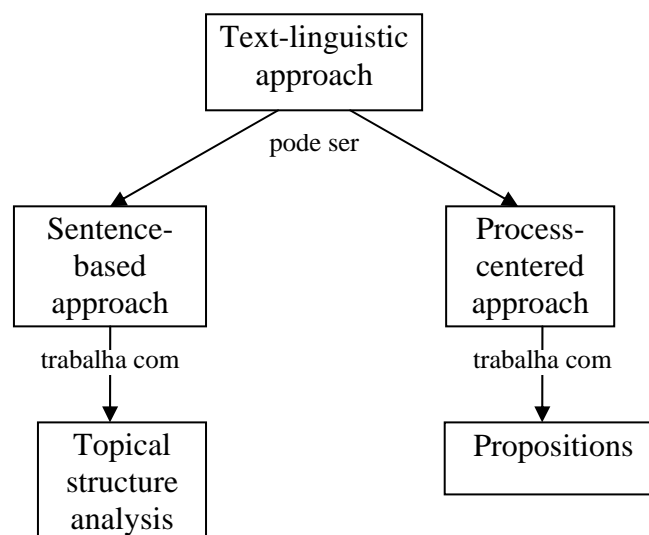 Text-linguistic
approach
pode ser
Sentence-
based
approach
Process-
centered
approach
trabalha com
trabalha com
Topical
structure
analysis
Propositions